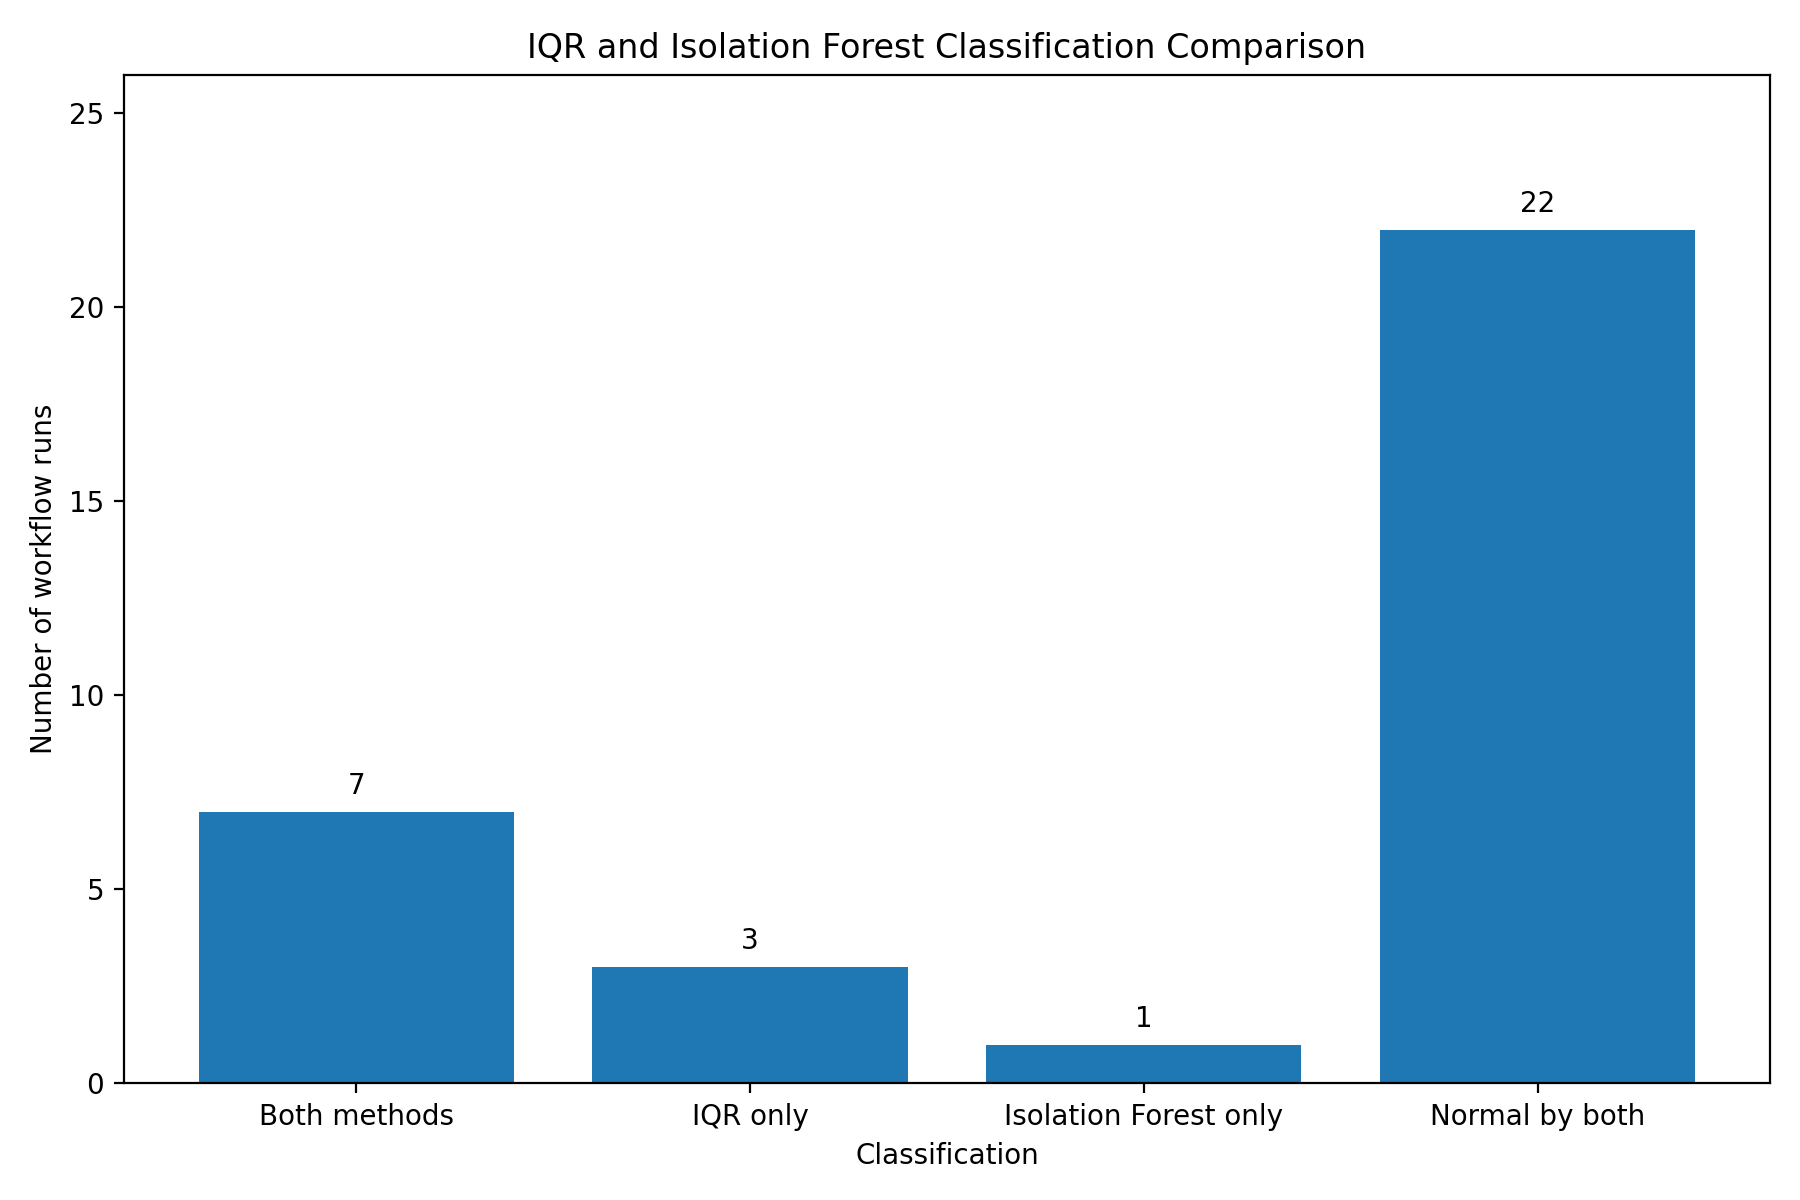 IQR and Isolation Forest Classification Comparison
25
20
15
10
5
0
Number of workflow runs
7
3
1
22
Both methods
IQR only
Isolation Forest only
Normal by both
Classification